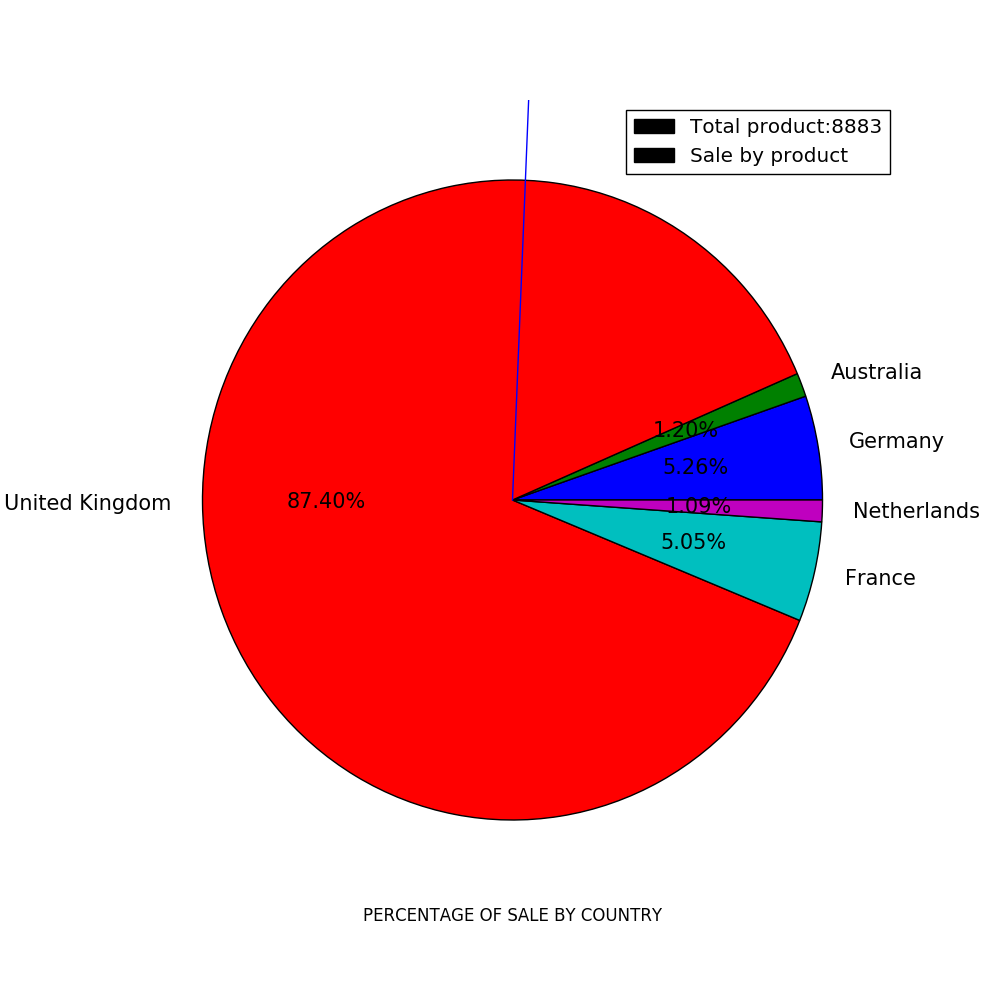 Total product:8883
Sale by product
Australia
1.20%
Germany
5.26%
United Kingdom
87.40%
1.09%
Netherlands
5.05%
France
PERCENTAGE OF SALE BY COUNTRY